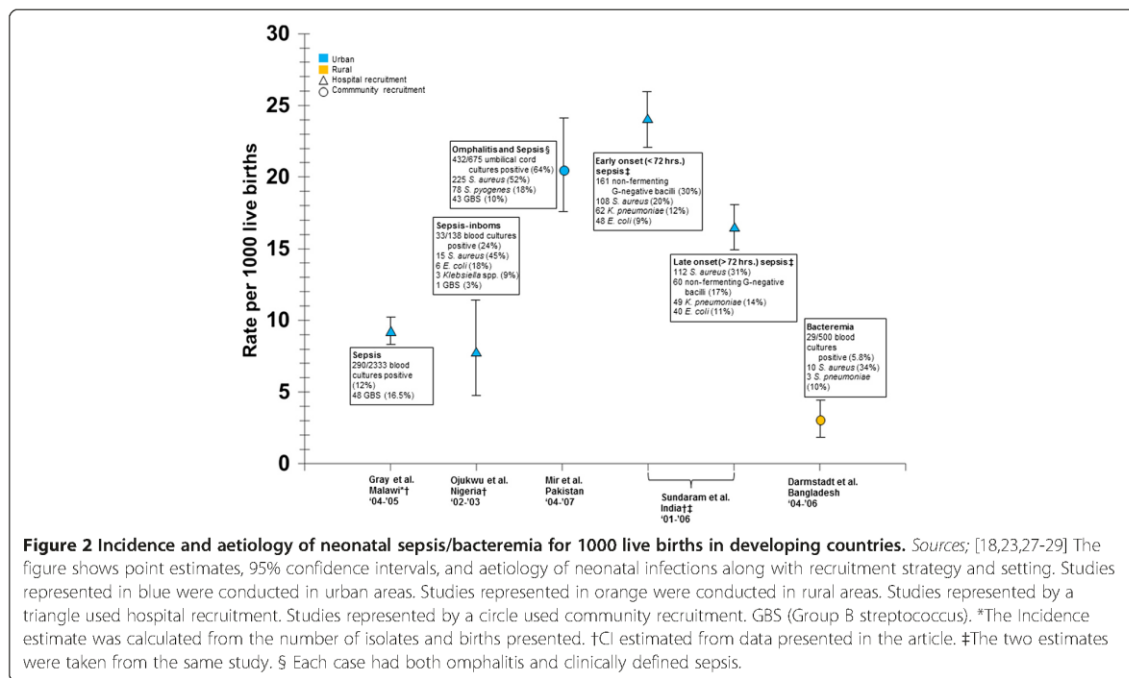 Rate per 1000 live births
30
25
20
15
10
5
0
Urban
Rural
Hospital recruitment
Commmunity recruitment
Sepsis
290/2333 blood
cultures positive
(12%)
48 GBS (16.5%)
Sepsis-inborns
33/138 blood cultures
positive (24%)
15 S. aureus (45%)
6 E. coli (18%)
3 Klebsiella spp. (9%)
1 GBS (3%)
Omphalitis and Sepsis §
432/675 umbilical cord
cultures positive (64%)
225 S. aureus (52%)
78 S. pyogenes (18%)
43 GBS (10%)
Early onset (< 72 hrs.)
sepsis‡
161 non-fermenting
G-negative bacilli (30%)
108 S. aureus (20%)
62 K. pneumoniae (12%)
48 E. coli (9%)
Late onset (> 72 hrs.) sepsis‡
112 S. aureus (31%)
60 non-fermenting G-negative
bacilli (17%)
49 K. pneumoniae (14%)
40 E. coli (11%)
Bacteremia
29/500 blood
cultures
positive (5.8%)
10 S. aureus (34%)
3 S. pneumoniae
(10%)
Gray et al.
Malawi*†
‘04-’05
Ojukwu et al.
Nigeria†
‘02-’03
Mir et al.
Pakistan
‘04-’07
Sundaram et al.
India†‡
‘01-’06
Darmstadt et al.
Bangladesh
‘04-’06
Figure 2 Incidence and aetiology of neonatal sepsis/bacteremia for 1000 live births in developing countries. Sources; [18,23,27-29] The
figure shows point estimates, 95% confidence intervals, and aetiology of neonatal infections along with recruitment strategy and setting. Studies
represented in blue were conducted in urban areas. Studies represented in orange were conducted in rural areas. Studies represented by a
triangle used hospital recruitment. Studies represented by a circle used community recruitment. GBS (Group B streptococcus). *The Incidence
estimate was calculated from the number of isolates and births presented. †CI estimated from data presented in the article. ‡The two estimates
were taken from the same study. § Each case had both omphalitis and clinically defined sepsis.